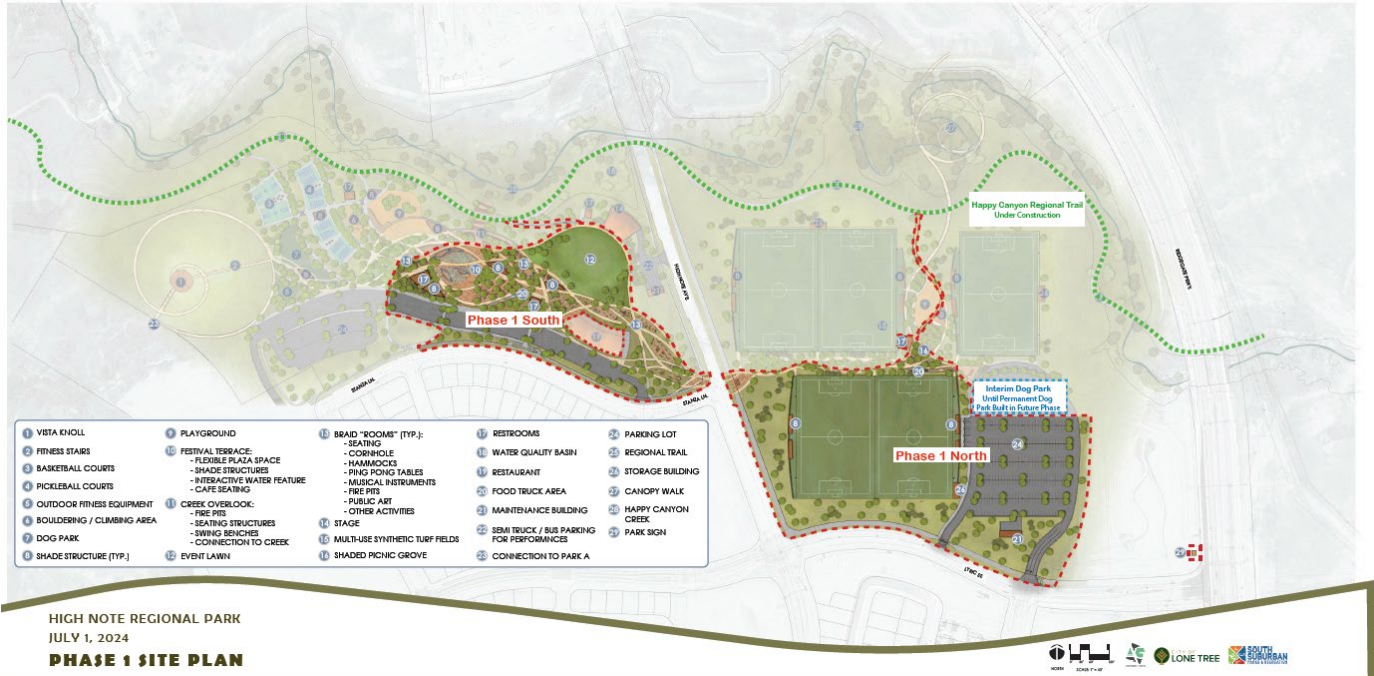 Happy Canyon Regional Trail
Under Construction
Phase 1 South
Interim Dog Park
Until Permanent Dog
Park Built in Future Phase
Phase 1 North
STANZA LN.
STANZA LN.
LYRIC ST
1 VISTA KNOLL
2 FITNESS STAIRS
3 BASKETBALL COURTS
4 PICKLEBALL COURTS
5 OUTDOOR FITNESS EQUIPMENT
6 BOULDERING / CLIMBING AREA
7 DOG PARK
8 SHADE STRUCTURE (TYP.)
9 PLAYGROUND
10 FESTIVAL TERRACE:
- FLEXIBLE PLAZA SPACE
- SHADE STRUCTURES
- INTERACTIVE WATER FEATURE
- CAFE SEATING
11 CREEK OVERLOOK:
- FIRE PITS
- SEATING STRUCTURES
- SWING BENCHES
- CONNECTION TO CREEK
12 EVENT LAWN
13 BRAID "ROOMS" (TYP.):
- SEATING
- CORNHOLE
- HAMMOCKS
- PING PONG TABLES
- MUSICAL INSTRUMENTS
- FIRE PITS
- PUBLIC ART
- OTHER ACTIVITIES
14 STAGE
15 MULTI-USE SYNTHETIC TURF FIELDS
16 SHADED PICNIC GROVE
17 RESTROOMS
18 WATER QUALITY BASIN
19 RESTAURANT
20 FOOD TRUCK AREA
21 MAINTENANCE BUILDING
22 SEMI TRUCK / BUS PARKING
FOR PERFORMNCES
23 CONNECTION TO PARK A
24 PARKING LOT
25 REGIONAL TRAIL
26 STORAGE BUILDING
27 CANOPY WALK
28 HAPPY CANYON
CREEK
29 PARK SIGN
HIGH NOTE REGIONAL PARK
JULY 1, 2024
PHASE 1 SITE PLAN
NORTH
LONE TREE
SOUTH
SUBURBAN